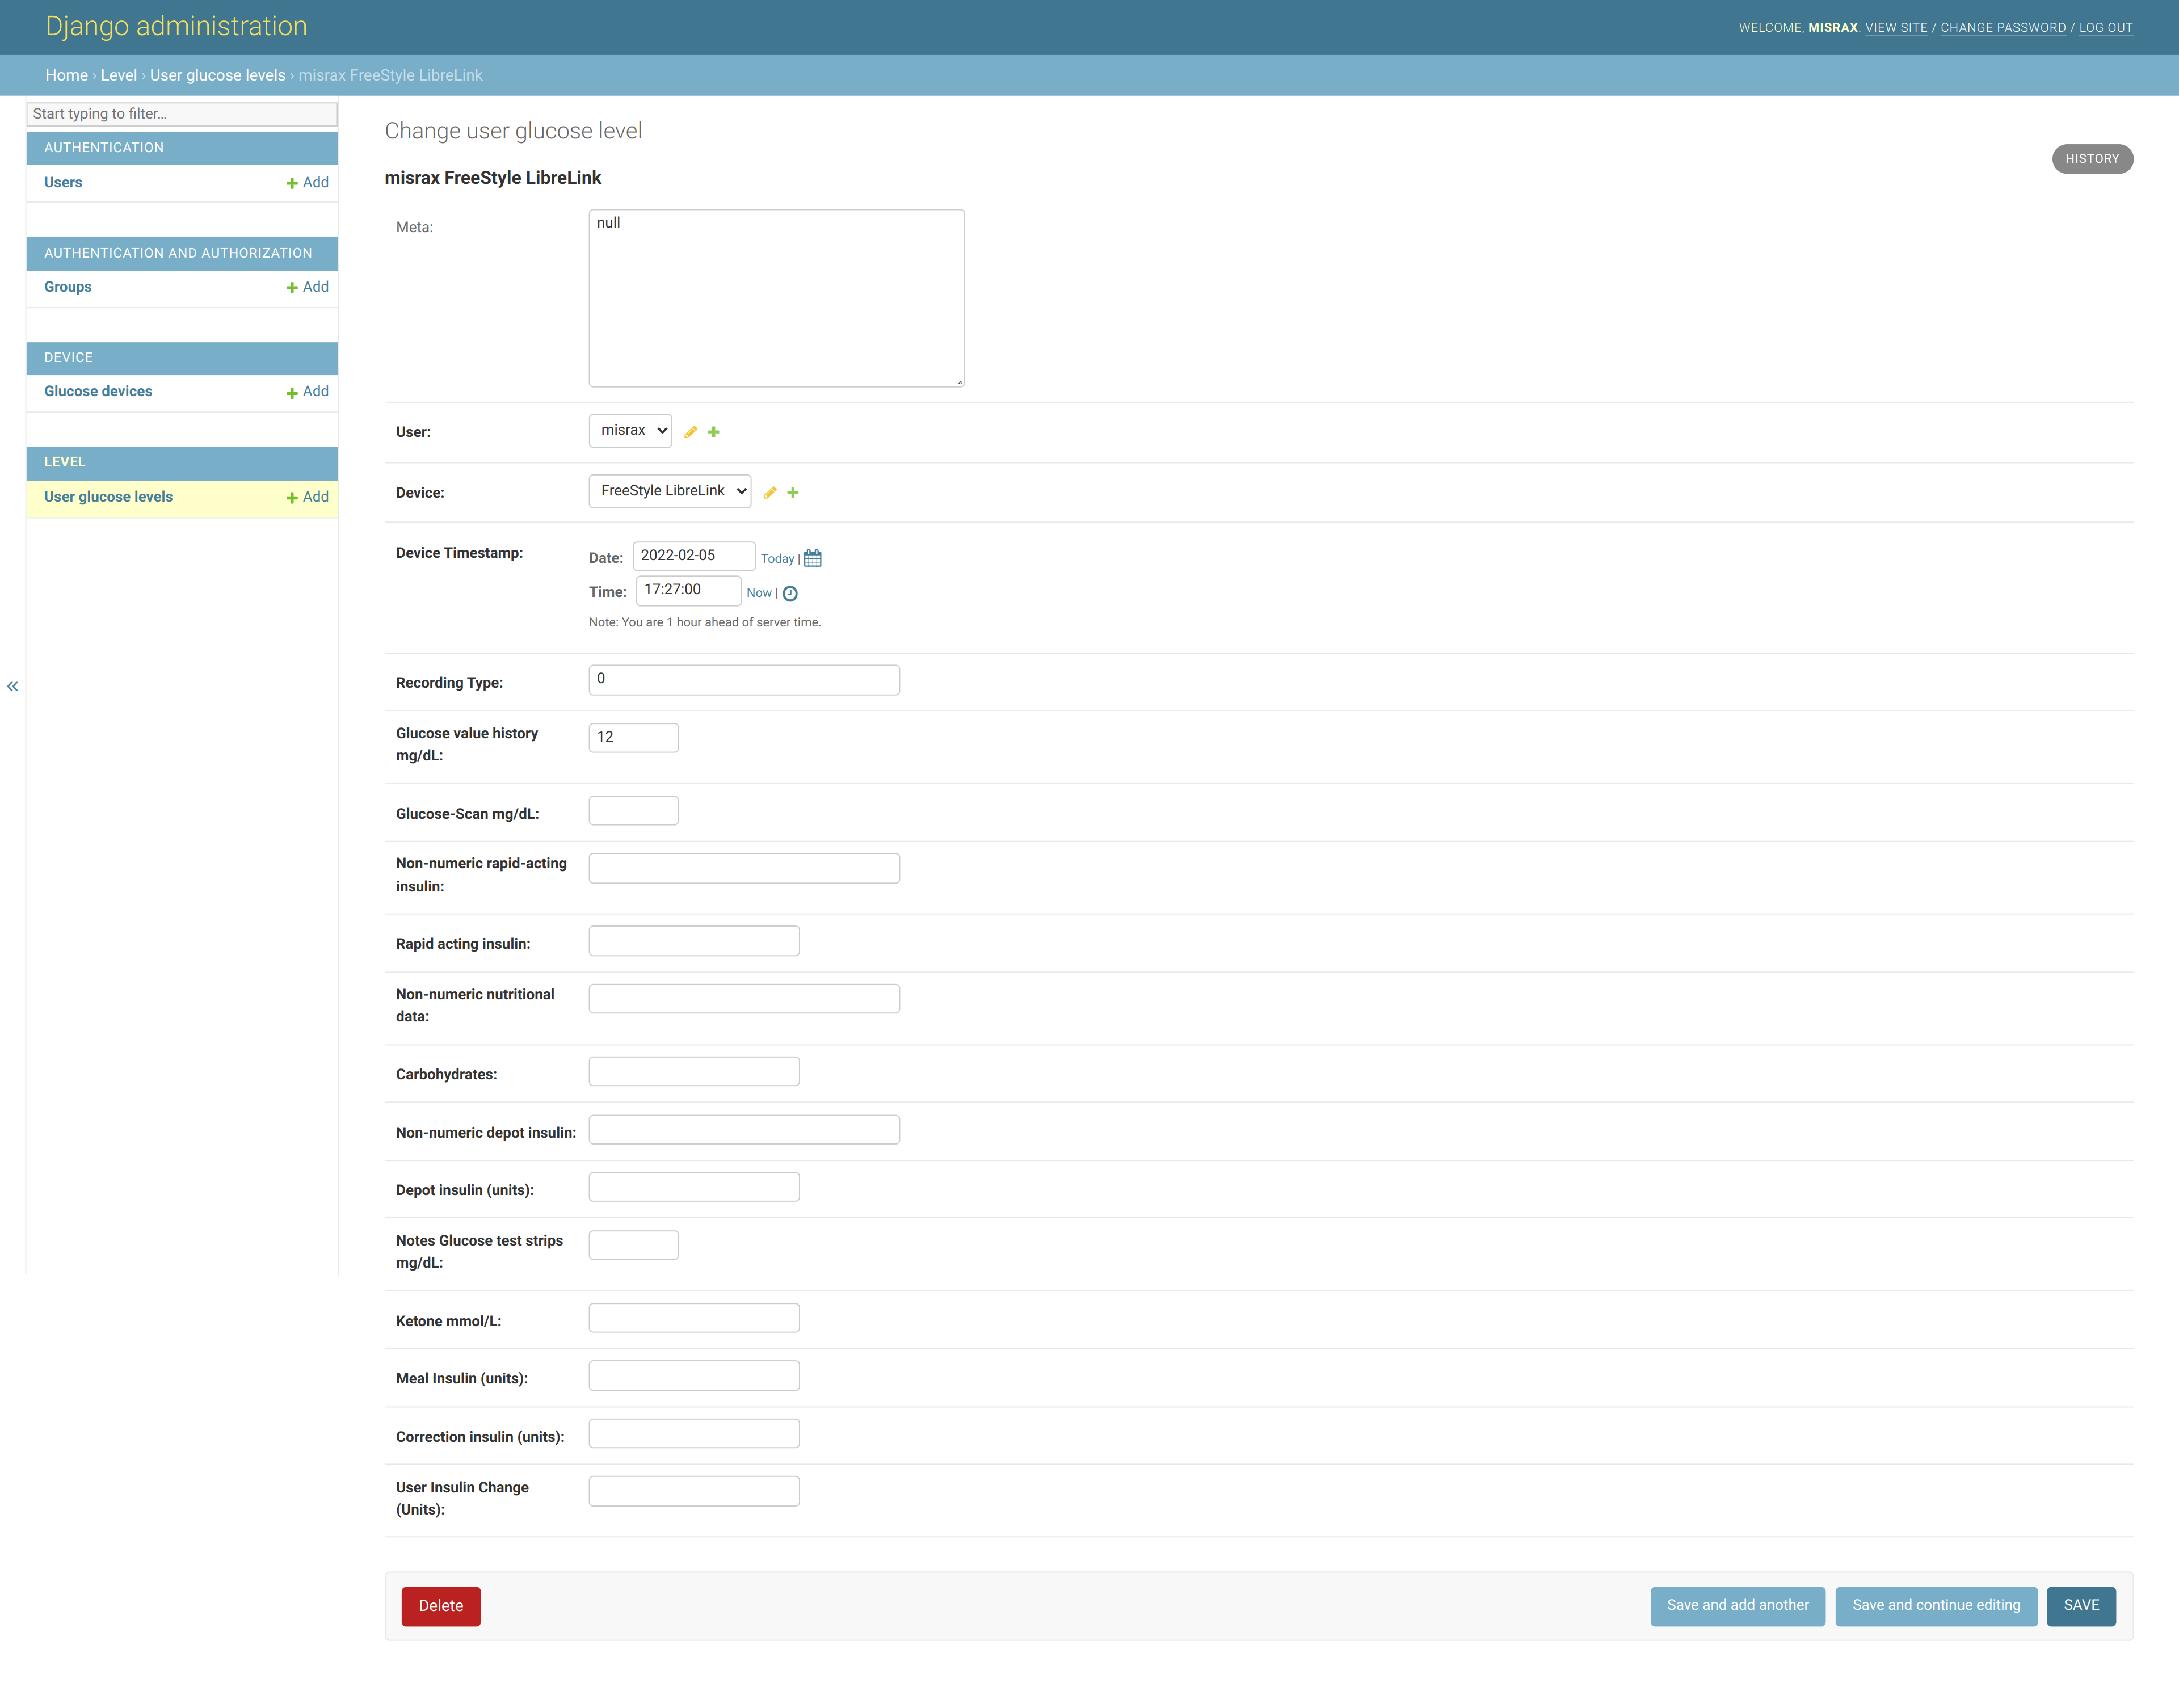 Django administration
WELCOME, MISRAX. VIEW SITE / CHANGE PASSWORD / LOG OUT
Home › Level › User glucose levels › misrax FreeStyle LibreLink
Start typing to filter...
AUTHENTICATION
Users
Add
AUTHENTICATION AND AUTHORIZATION
Groups
Add
DEVICE
Glucose devices
Add
LEVEL
User glucose levels
Add
«
Change user glucose level
HISTORY
misrax FreeStyle LibreLink
Meta:
null
User:
misrax
Device:
FreeStyle LibreLink
Device Timestamp:
Date: 2022-02-05 Today |
Time: 17:27:00 Now |
Note: You are 1 hour ahead of server time.
Recording Type:
0
Glucose value history
mg/dL:
12
Glucose-Scan mg/dL:
Non-numeric rapid-acting
insulin:
Rapid acting insulin:
Non-numeric nutritional
data:
Carbohydrates:
Non-numeric depot insulin:
Depot insulin (units):
Notes Glucose test strips
mg/dL:
Ketone mmol/L:
Meal Insulin (units):
Correction insulin (units):
User Insulin Change
(Units):
Delete
Save and add another
Save and continue editing
SAVE